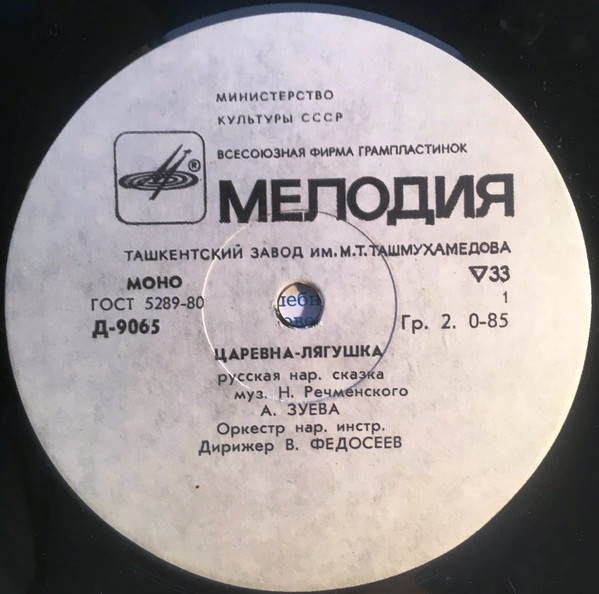 МИНИСТЕРСТВО
КУЛЬТУРЫ СССР
ВСЕСОЮЗНАЯ ФИРМА ГРАМПЛАСТИНОК
®
МЕЛОДИЯ
ТАШКЕНТСКИЙ ЗАВОД ИМ. М.Т. ТАШМУХАМЕДОВА
МОНО
▽33
ГОСТ 5289-80
1
Д-9065
Гр. 2. 0-85
ЦАРЕВНА-ЛЯГУШКА
русская нар. сказка
муз. Н. Речменского
А. ЗУЕВА
Оркестр нар. инстр.
Дирижер В. ФЕДОСЕЕВ